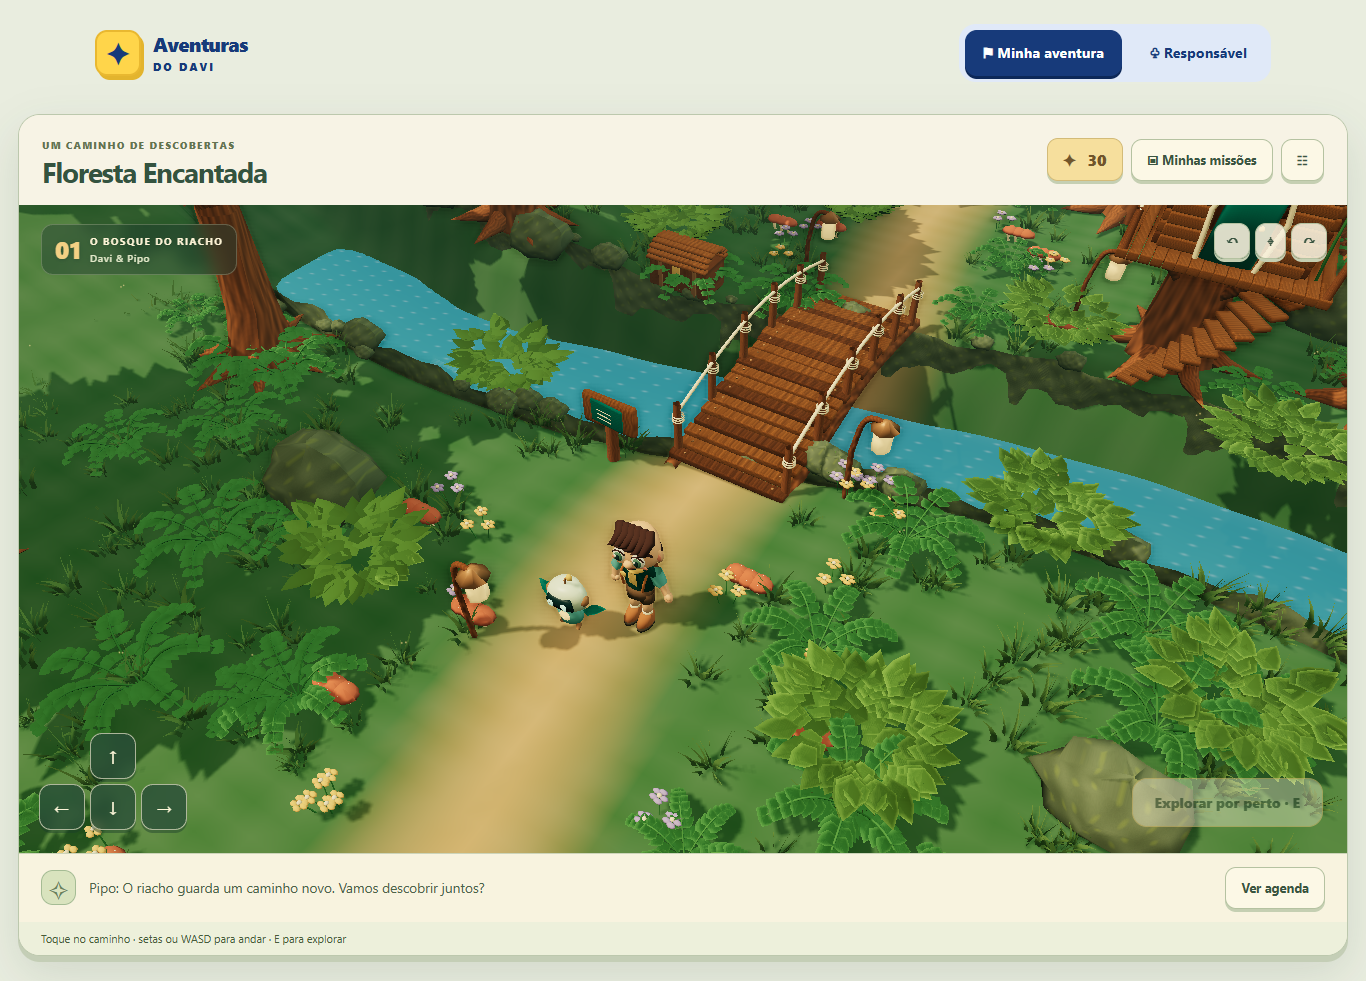 Aventuras
DO DAVI
Minha aventura
Responsável
UM CAMINHO DE DESCOBERTAS
Floresta Encantada
30
Minhas missões
01
O BOSQUE DO RIACHO
Davi & Pipo
Explorar por perto · E
Pipo: O riacho guarda um caminho novo. Vamos descobrir juntos?
Ver agenda
Toque no caminho · setas ou WASD para andar · E para explorar